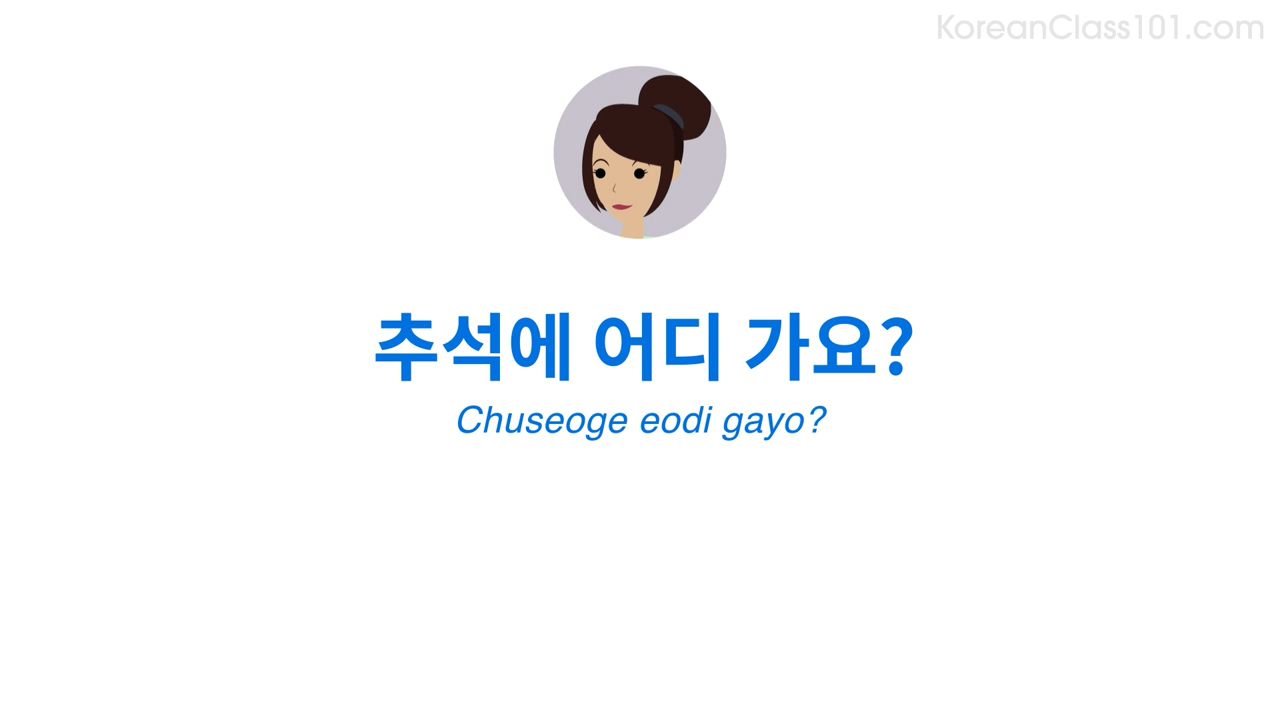 KoreanClass101.com
추석에 어디 가요?
Chuseoge eodi gayo?